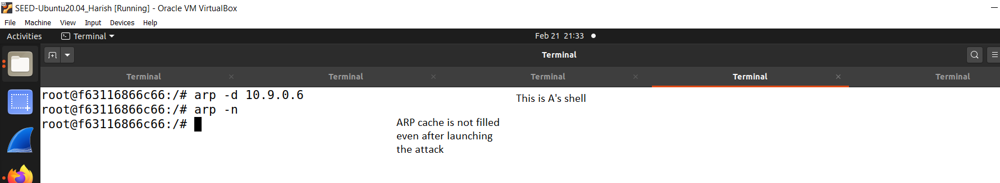 SEED-Ubuntu20.04_Harish [Running] - Oracle VM VirtualBox
File Machine View Input Devices Help
Activities Terminal Feb 21 21:33
Terminal
Terminal Terminal Terminal Terminal Terminal
root@f63116866c66:/# arp -d 10.9.0.6
This is A's shell
root@f63116866c66:/# arp -n
root@f63116866c66:/#
ARP cache is not filled
even after launching
the attack